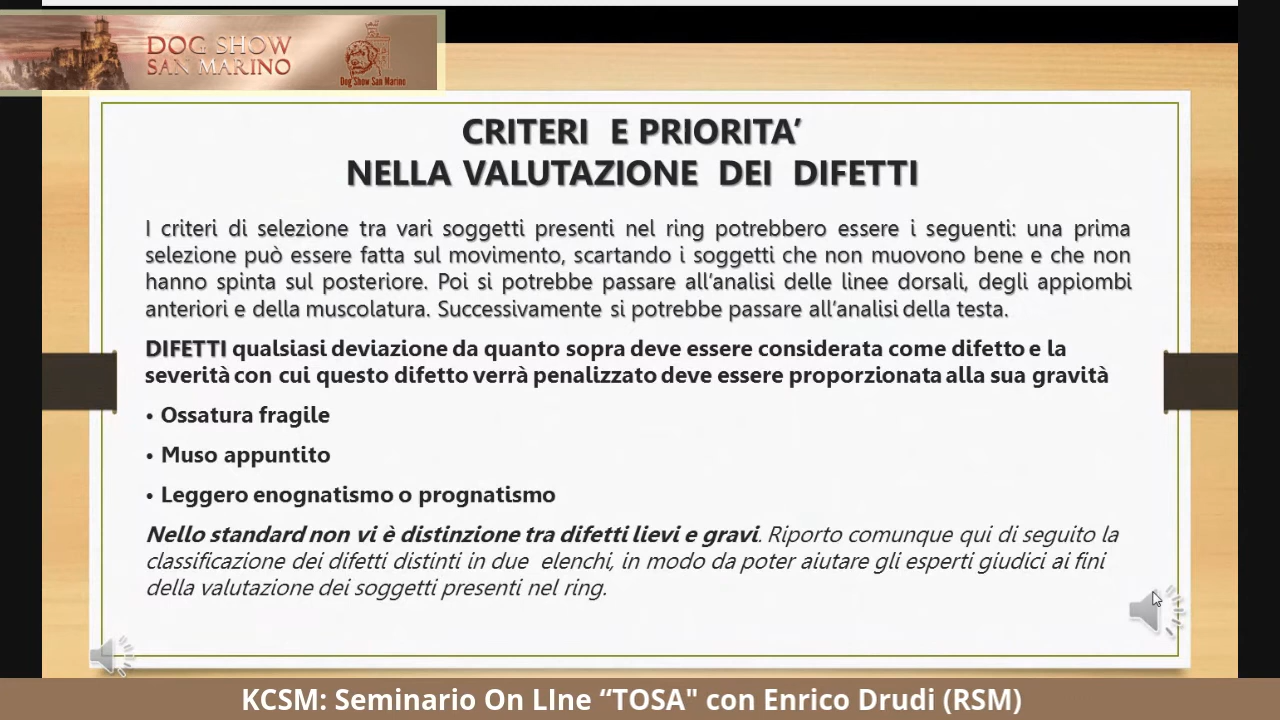 DOG SHOW
SAN MARINO
Dog Show San Marino
CRITERI E PRIORITA’
NELLA VALUTAZIONE DEI DIFETTI
I criteri di selezione tra vari soggetti presenti nel ring potrebbero essere i seguenti: una prima
selezione può essere fatta sul movimento, scartando i soggetti che non muovono bene e che non
hanno spinta sul posteriore. Poi si potrebbe passare all’analisi delle linee dorsali, degli appiombi
anteriori e della muscolatura. Successivamente si potrebbe passare all’analisi della testa.
DIFETTI qualsiasi deviazione da quanto sopra deve essere considerata come difetto e la
severità con cui questo difetto verrà penalizzato deve essere proporzionata alla sua gravità
• Ossatura fragile
• Muso appuntito
• Leggero enognatismo o prognatismo
Nello standard non vi è distinzione tra difetti lievi e gravi. Riporto comunque qui di seguito la
classificazione dei difetti distinti in due elenchi, in modo da poter aiutare gli esperti giudici ai fini
della valutazione dei soggetti presenti nel ring.
KCSM: Seminario On LIne “TOSA" con Enrico Drudi (RSM)